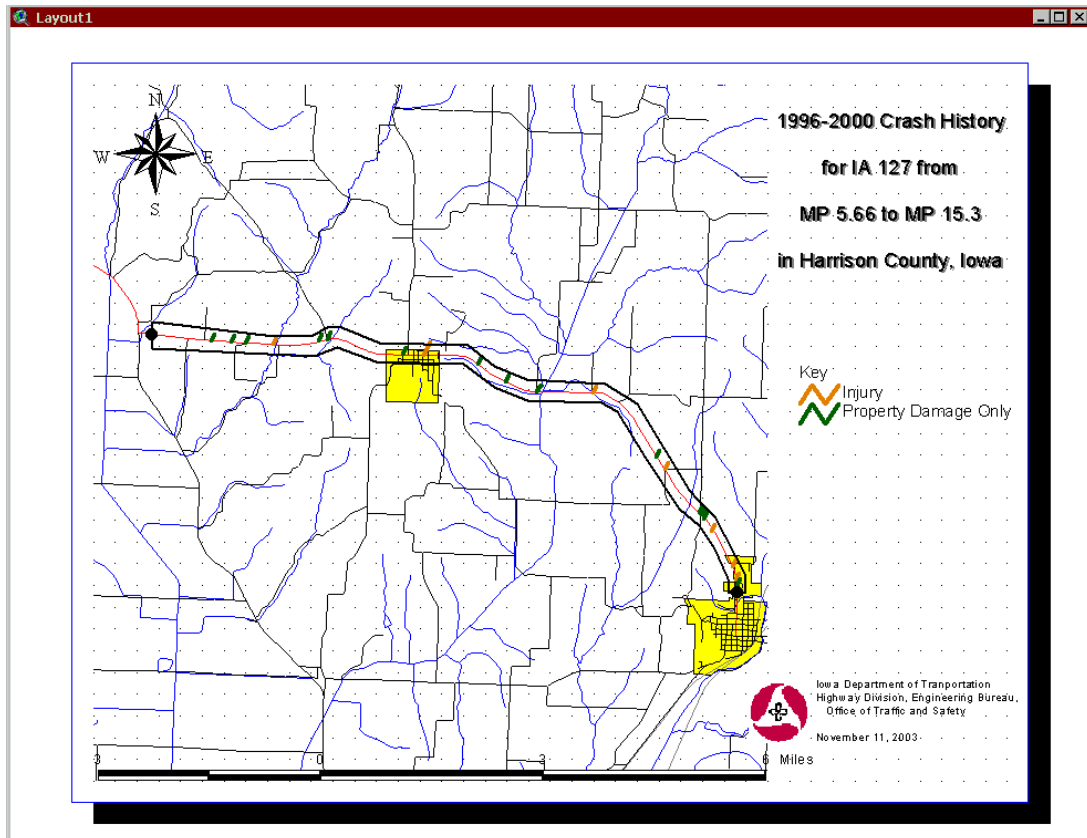 Layout1
N
W E
S
1996-2000 Crash History
for IA 127 from
MP 5.66 to MP 15.3
in Harrison County, Iowa
Key
Injury
Property Damage Only
Iowa Department of Tranportation
Highway Division, Engineering Bureau,
Office of Traffic and Safety
November 11, 2003
3 0 3 6 Miles